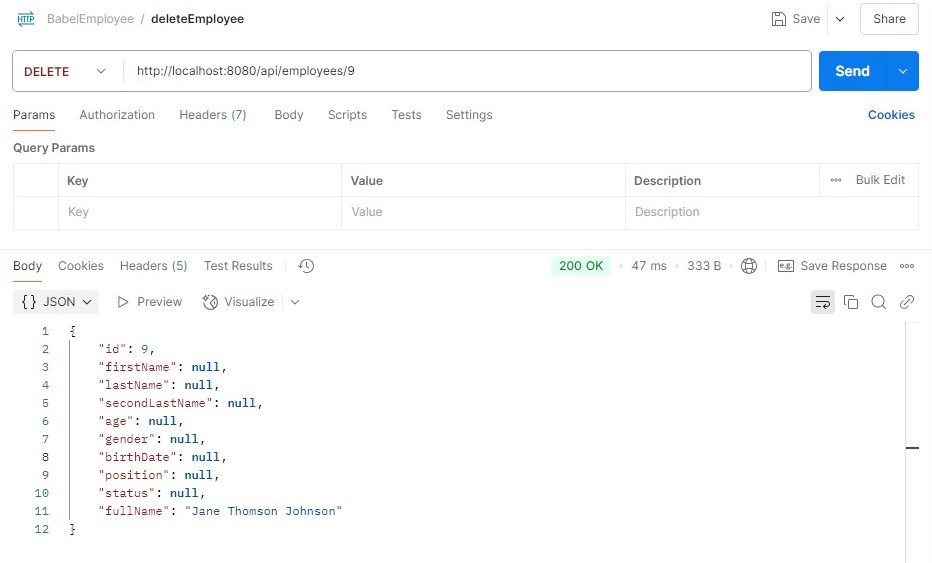 HTTP BabelEmployee / deleteEmployee Save Share
DELETE http://localhost:8080/api/employees/9 Send
Params Authorization Headers (7) Body Scripts Tests Settings Cookies
Query Params
Key Value Description Bulk Edit
Key Value Description
Body Cookies Headers (5) Test Results 200 OK 47 ms 333 B e.g. Save Response
{} JSON Preview Visualize
1 {
2 "id": 9,
3 "firstName": null,
4 "lastName": null,
5 "secondLastName": null,
6 "age": null,
7 "gender": null,
8 "birthDate": null,
9 "position": null,
10 "status": null,
11 "fullName": "Jane Thomson Johnson"
12 }